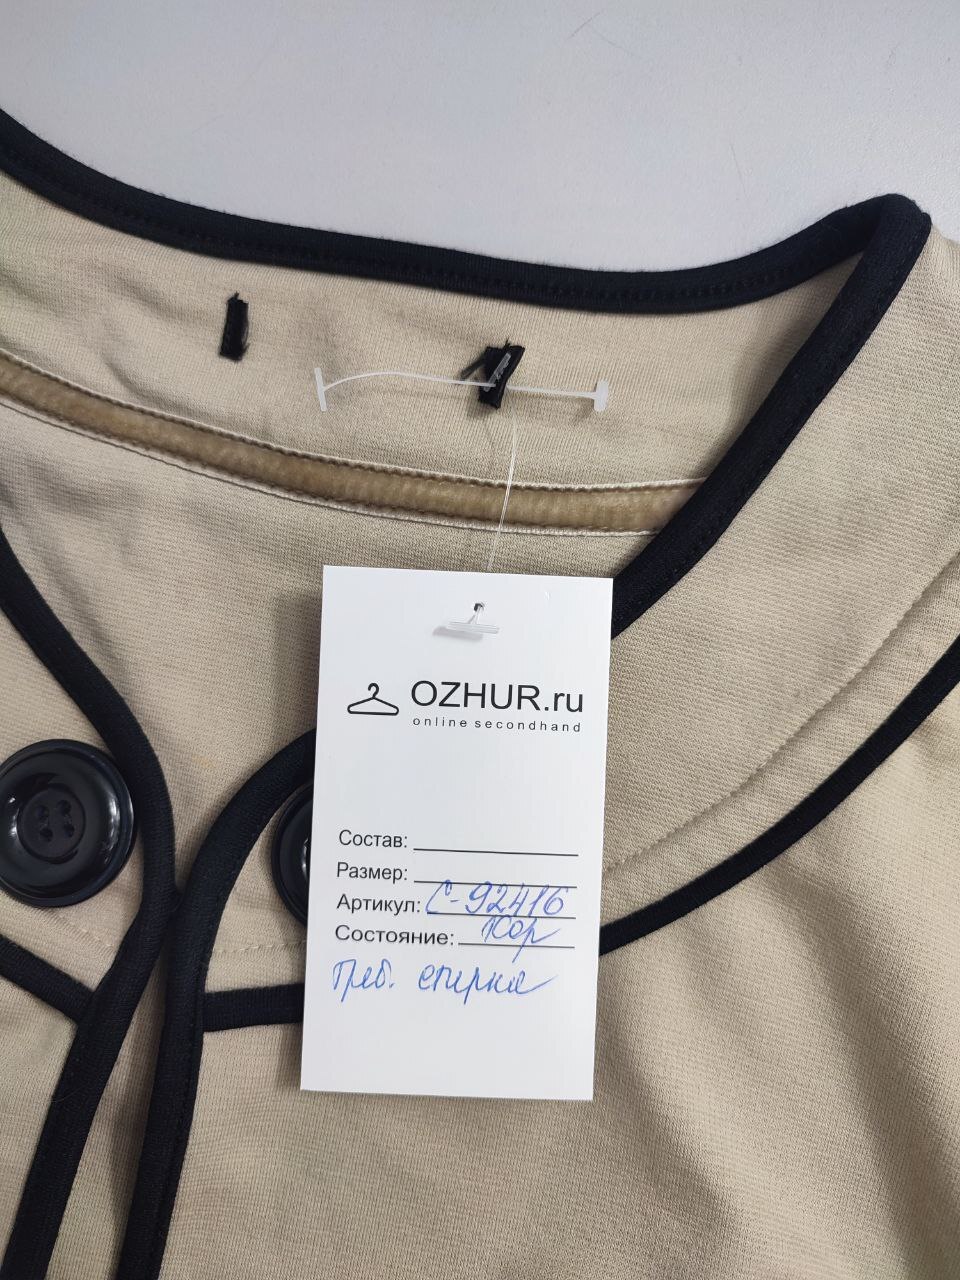 OZHUR.ru
online secondhand
Состав:
Размер:
Артикул: С-92416
Состояние: Хор
Треб. стирка